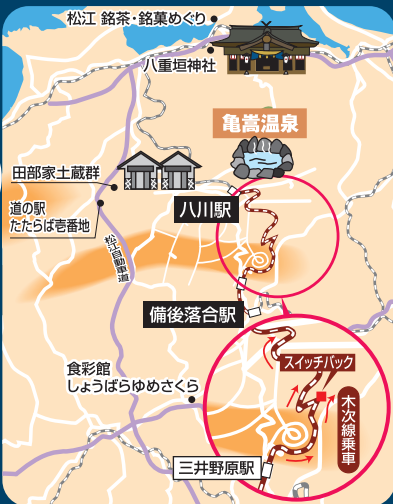 松江 銘茶・銘菓めぐり
八重垣神社
亀嵩温泉
田部家土蔵群
八川駅
道の駅
たたらば壱番地
松江自動車道
備後落合駅
スイッチバック
食彩館
しょうばらゆめさくら
木次線乗車
三井野原駅